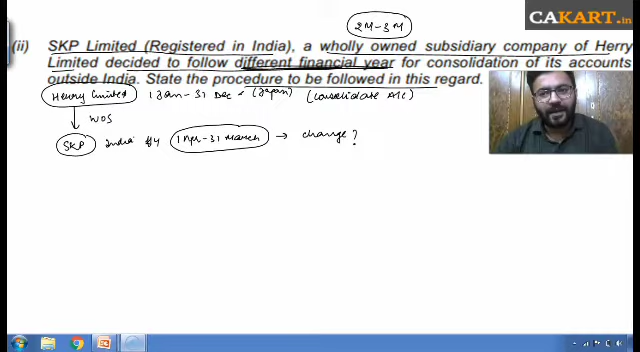 2M-3M
CAKART.in
(ii) SKP Limited (Registered in India), a wholly owned subsidiary company of Herry
Limited decided to follow different financial year for consolidation of its accounts
outside India. State the procedure to be followed in this regard.
Herry Limited 1 Jan - 31 Dec - (Japan) (Consolidate A/c)
WOS
SKP India FY 1 Apr - 31 March → change?